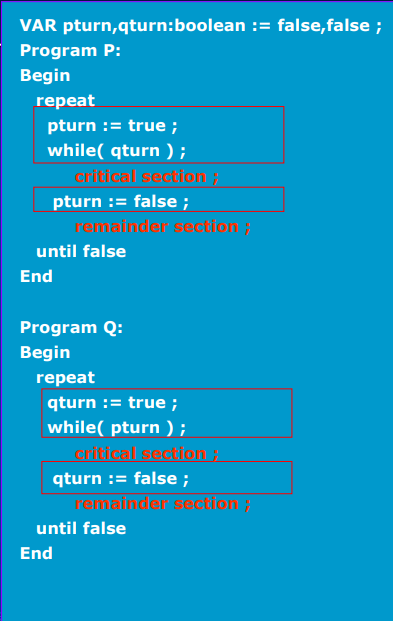 VAR pturn,qturn:boolean := false,false ;
Program P:
Begin
repeat
pturn := true ;
while( qturn ) ;
critical section ;
pturn := false ;
remainder section ;
until false
End
Program Q:
Begin
repeat
qturn := true ;
while( pturn ) ;
critical section ;
qturn := false ;
remainder section ;
until false
End